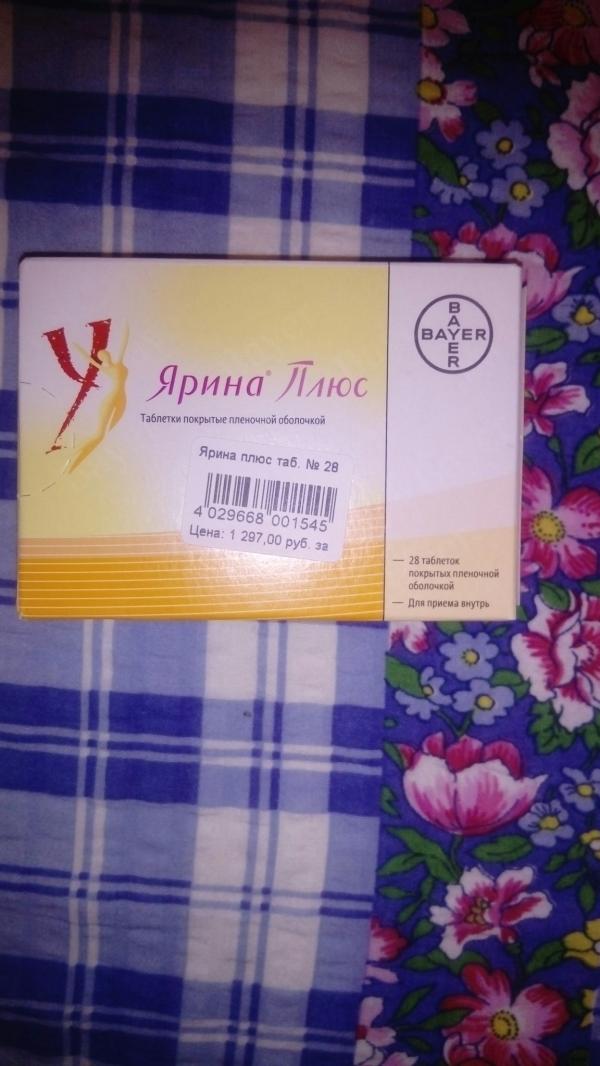 BAYER
BAYER
Ярина® Плюс
Таблетки покрытые пленочной оболочкой
Ярина плюс таб. № 28
4 029668 001545
Цена: 1 297,00 руб. за
28 таблеток
покрытых пленочной
оболочкой
Для приема внутрь